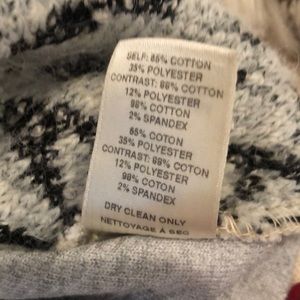 SELF: 65% COTTON
35% POLYESTER
CONTRAST: 88% COTTON
12% POLYESTER
98% COTTON
2% SPANDEX
65% COTON
35% POLYESTER
CONTRAST: 88% COTON
12% POLYESTER
98% COTON
2% SPANDEX
DRY CLEAN ONLY
NETTOYAGE À SEC